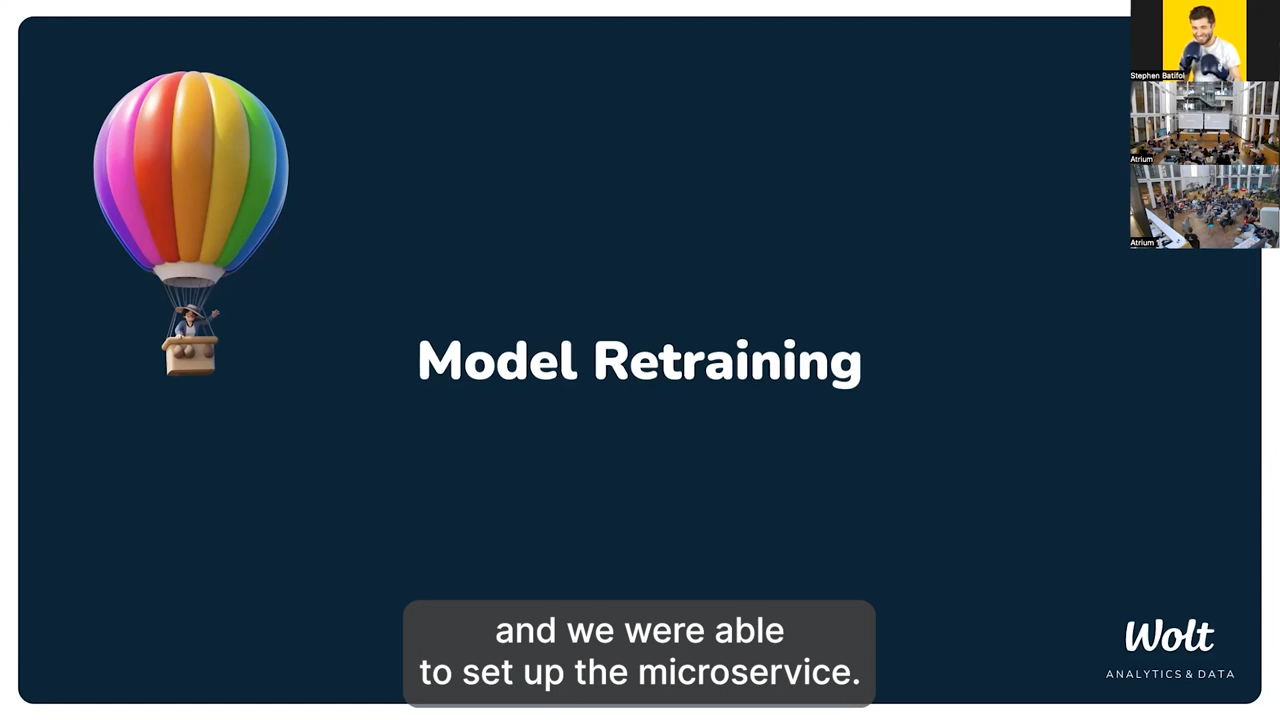 Stephen Batifol
Atrium
Atrium
Model Retraining
and we were able
to set up the microservice.
Wolt
ANALYTICS & DATA